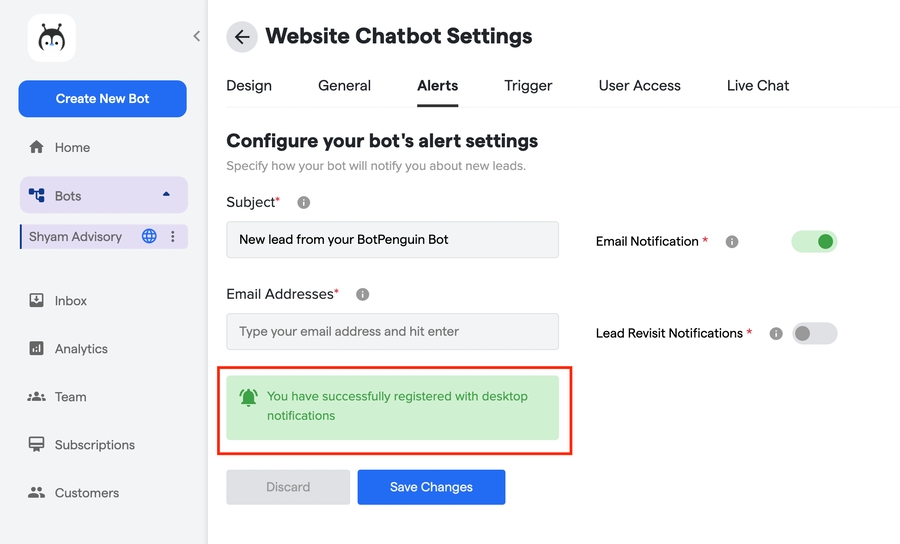 Website Chatbot Settings
Create New Bot
Home
Bots
Shyam Advisory
Inbox
Analytics
Team
Subscriptions
Customers
Design General Alerts Trigger User Access Live Chat
Configure your bot's alert settings
Specify how your bot will notify you about new leads.
Subject*
New lead from your BotPenguin Bot
Email Notification *
Email Addresses*
Type your email address and hit enter
Lead Revisit Notifications *
You have successfully registered with desktop
notifications
Discard Save Changes